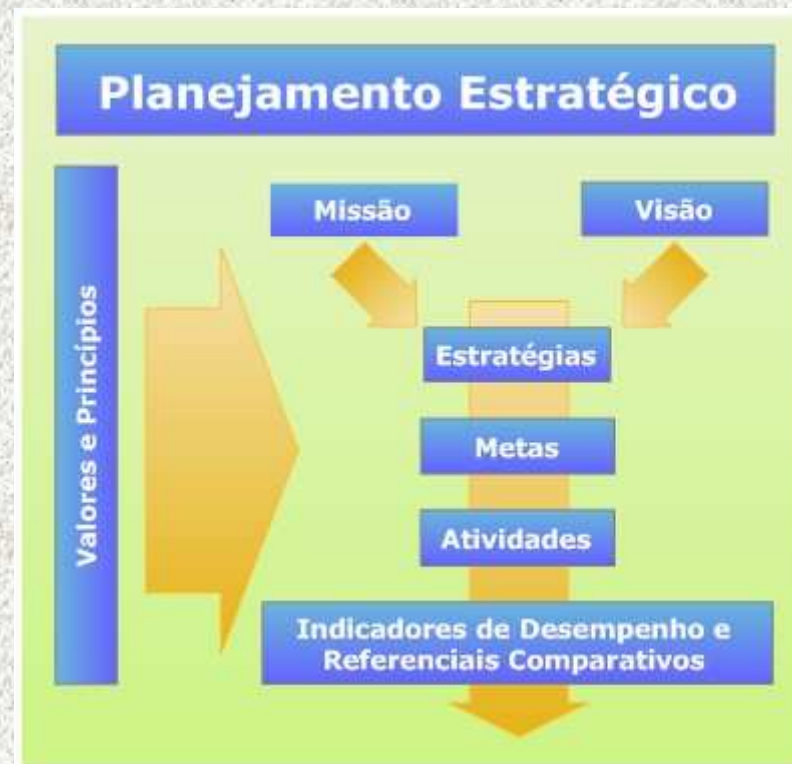 Planejamento Estratégico
Valores e Princípios
Missão
Visão
Estratégias
Metas
Atividades
Indicadores de Desempenho e
Referenciais Comparativos